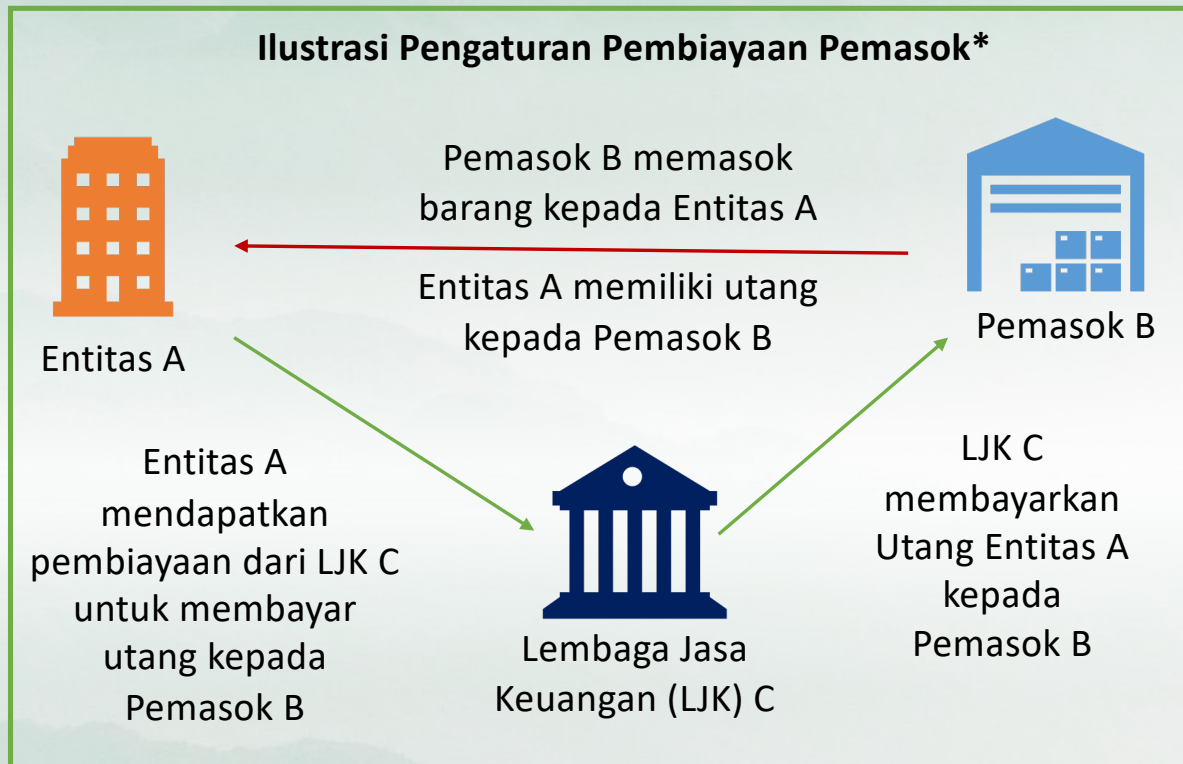 Ilustrasi Pengaturan Pembiayaan Pemasok*
Pemasok B memasok
barang kepada Entitas A
Entitas A memiliki utang
kepada Pemasok B
Entitas A
Pemasok B
Entitas A
mendapatkan
pembiayaan dari LJK C
untuk membayar
utang kepada
Pemasok B
Lembaga Jasa
Keuangan (LJK) C
LJK C
membayarkan
Utang Entitas A
kepada
Pemasok B